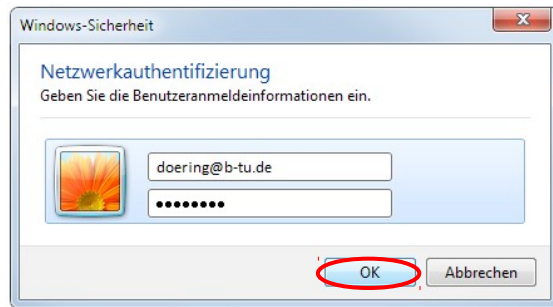 Windows-Sicherheit
Netzwerkauthentifizierung
Geben Sie die Benutzeranmeldeinformationen ein.
doering@b-tu.de
●●●●●●●●
OK Abbrechen